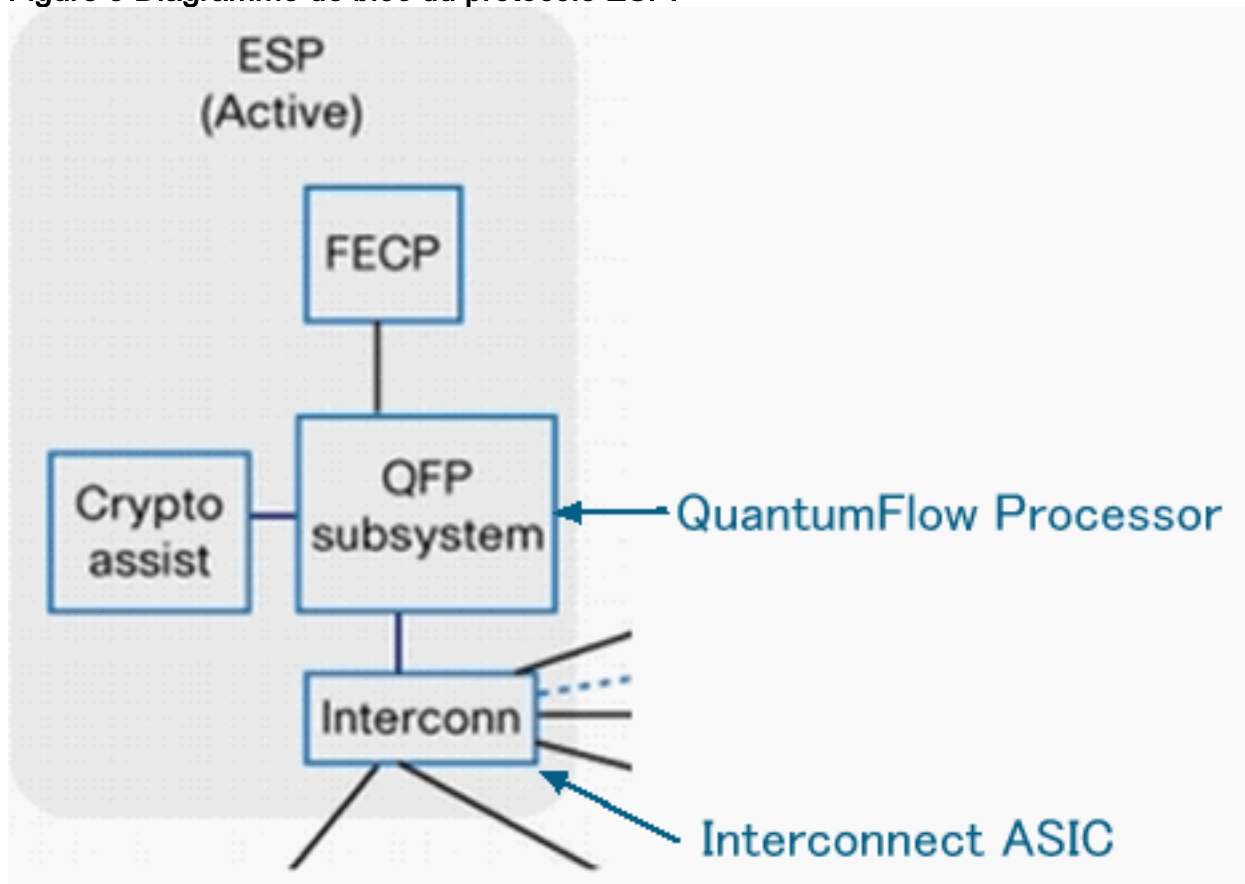 ESP
(Active)
FECP
Crypto
assist
QFP
subsystem
QuantumFlow Processor
Interconn
Interconnect ASIC